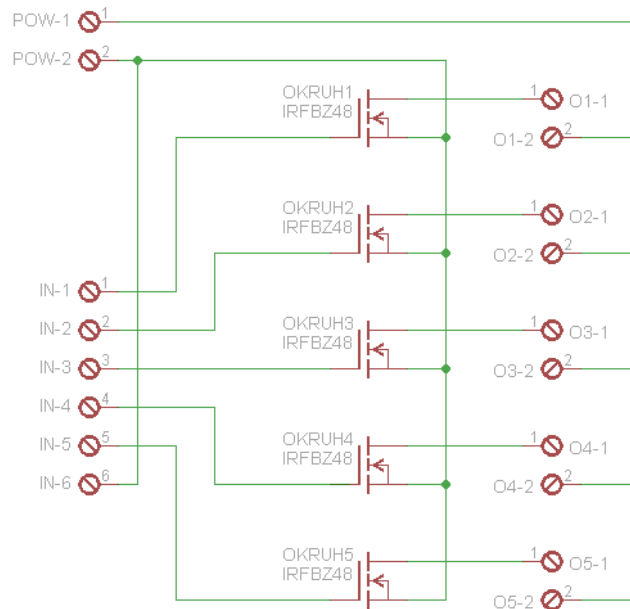 POW-1 1
POW-2 2
OKRUH1
IRFBZ48
1 O1-1
O1-2 2
OKRUH2
IRFBZ48
1 O2-1
O2-2 2
IN-1 1
IN-2 2
OKRUH3
IRFBZ48
1 O3-1
IN-3 3
O3-2 2
IN-4 4
OKRUH4
IRFBZ48
1 O4-1
IN-5 5
IN-6 6
O4-2 2
OKRUH5
IRFBZ48
1 O5-1
O5-2 2